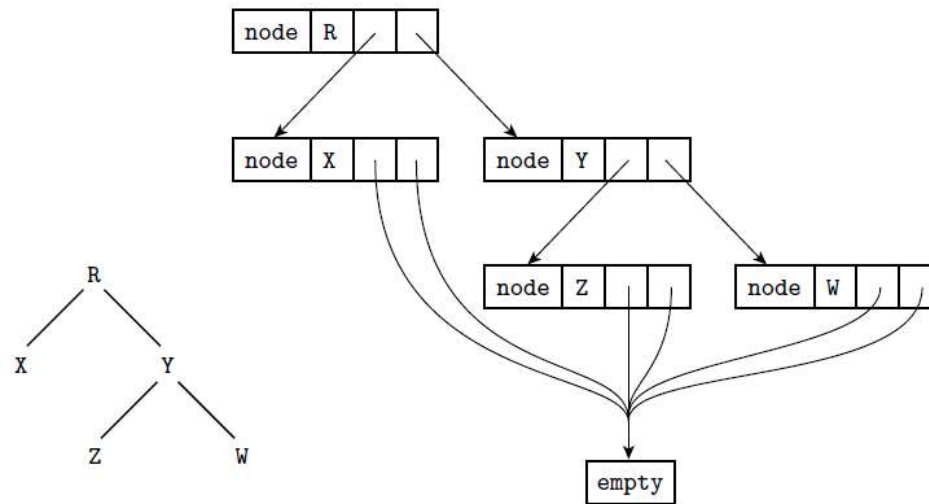 node R
node X
node Y
node Z
node W
R
X
Y
Z
W
empty